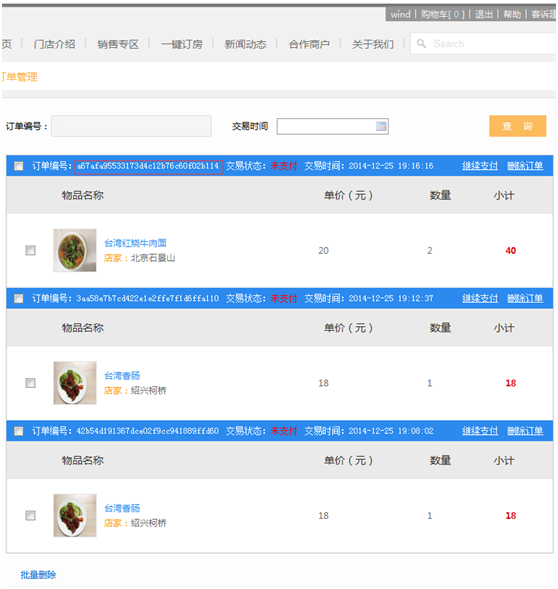 wind | 购物车[ 0 ] | 退出 | 帮助 | 客诉建
页 门店介绍 销售专区 一键订房 新闻动态 合作商户 关于我们 Search
订单管理
订单编号： 交易时间 查 询
订单编号：a67afa95533173d4c12b76c60f02b114 交易状态：未支付 交易时间：2014-12-25 19:16:16 继续支付 删除订单
物品名称 单价（元） 数量 小计
台湾红烧牛肉面 20 2 40
店家：北京石景山
订单编号：3aa58e7b7cd422e1e2ffe7f1d6ffa110 交易状态：未支付 交易时间：2014-12-25 19:12:37 继续支付 删除订单
物品名称 单价（元） 数量 小计
台湾香肠 18 1 18
店家：绍兴柯桥
订单编号：42b54d191367dce02f9cc941889ffd60 交易状态：未支付 交易时间：2014-12-25 19:08:02 继续支付 删除订单
物品名称 单价（元） 数量 小计
台湾香肠 18 1 18
店家：绍兴柯桥
批量删除